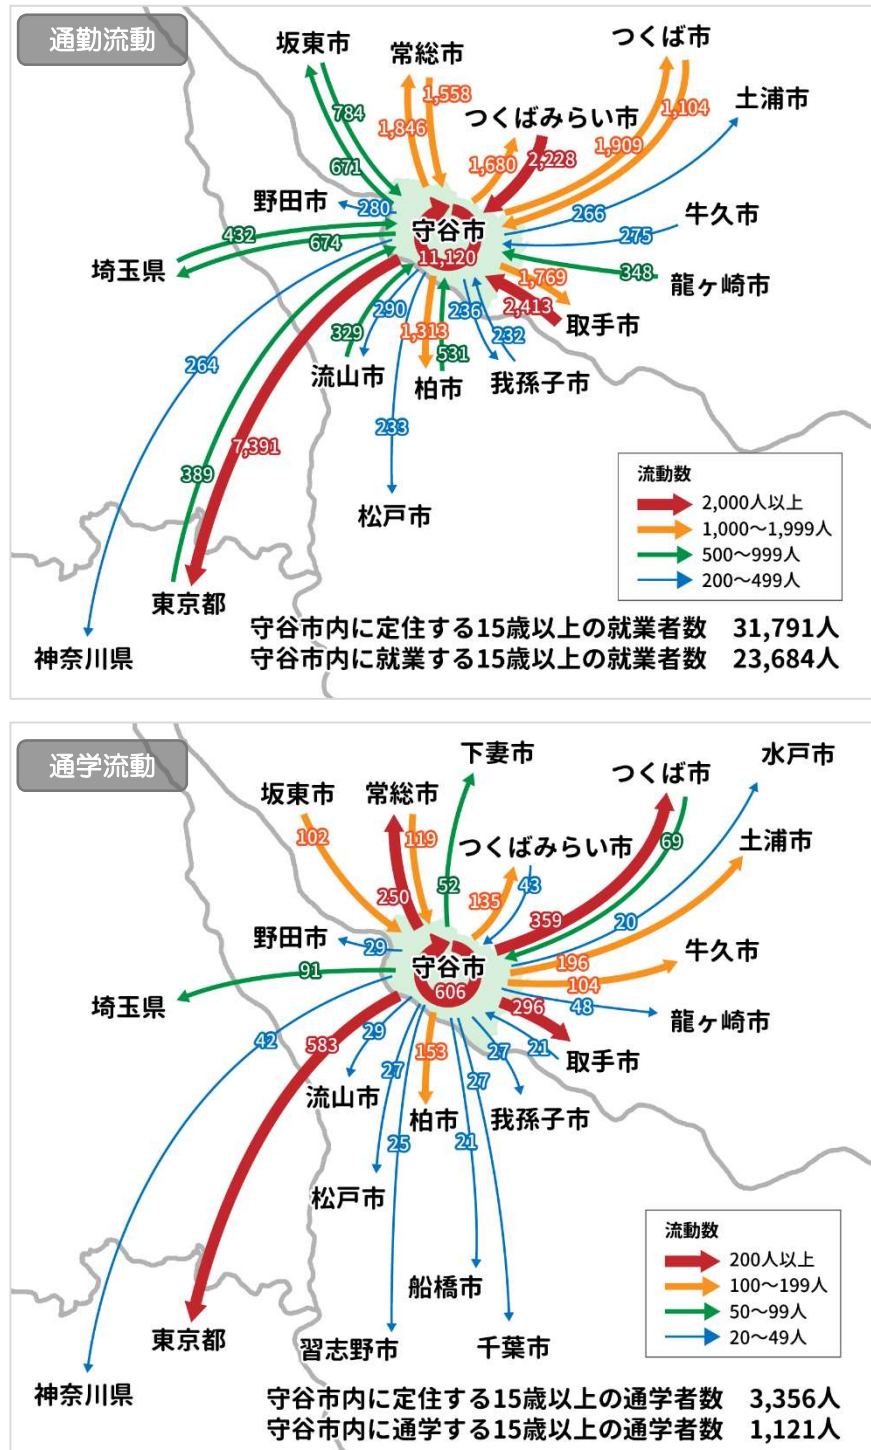 通勤流動
坂東市
常総市
つくば市
784
1,558
1,846
1,104
土浦市
つくばみらい市
671
1,680
2,228
1,909
野田市
280
266
牛久市
守谷市
275
432
674
11,120
埼玉県
348
龍ヶ崎市
1,769
2,413
取手市
290
236
329
1,313
232
531
264
流山市
柏市
我孫子市
233
7,391
389
松戸市
流動数
2,000人以上
1,000～1,999人
500～999人
200～499人
東京都
神奈川県
守谷市内に定住する15歳以上の就業者数 31,791人
守谷市内に就業する15歳以上の就業者数 23,684人
通学流動
下妻市
水戸市
つくば市
坂東市
常総市
102
119
69
土浦市
つくばみらい市
52
43
250
135
359
20
野田市
29
196
牛久市
守谷市
91
606
104
埼玉県
48
296
龍ヶ崎市
42
583
29
153
27
21
取手市
27
27
流山市
柏市
我孫子市
25
21
松戸市
船橋市
流動数
200人以上
100～199人
50～99人
20～49人
東京都
習志野市
千葉市
神奈川県
守谷市内に定住する15歳以上の通学者数 3,356人
守谷市内に通学する15歳以上の通学者数 1,121人